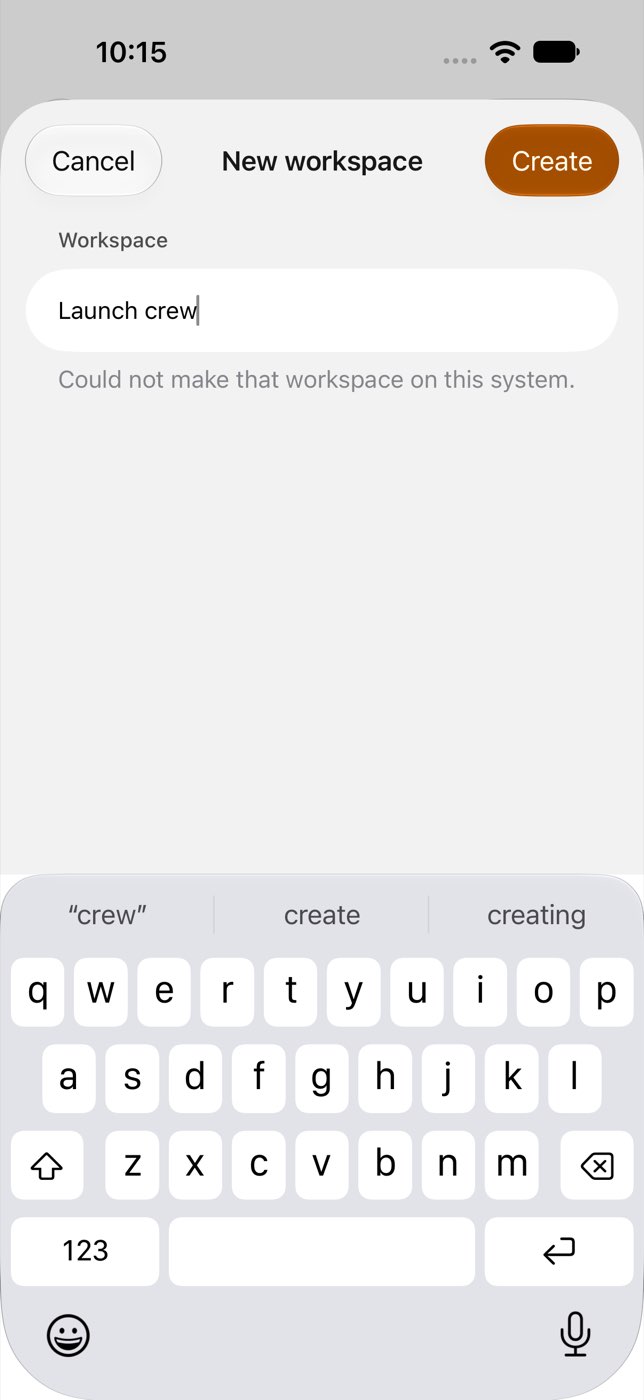 10:15
Cancel
New workspace
Create
Workspace
Launch crew
Could not make that workspace on this system.
“crew”
create
creating
q w e r t y u i o p
a s d f g h j k l
z x c v b n m
123